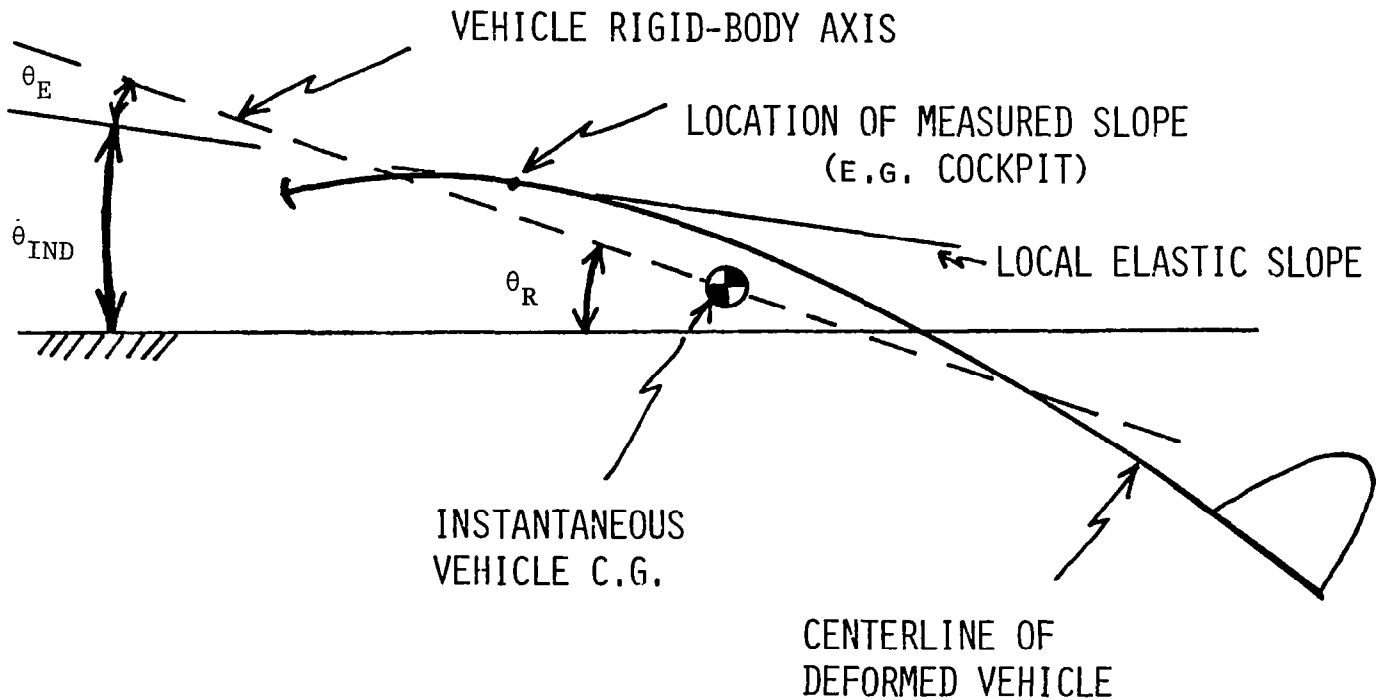 VEHICLE RIGID-BODY AXIS
θE
LOCATION OF MEASURED SLOPE
(E.G. COCKPIT)
θIND
LOCAL ELASTIC SLOPE
θR
INSTANTANEOUS
VEHICLE C.G.
CENTERLINE OF
DEFORMED VEHICLE